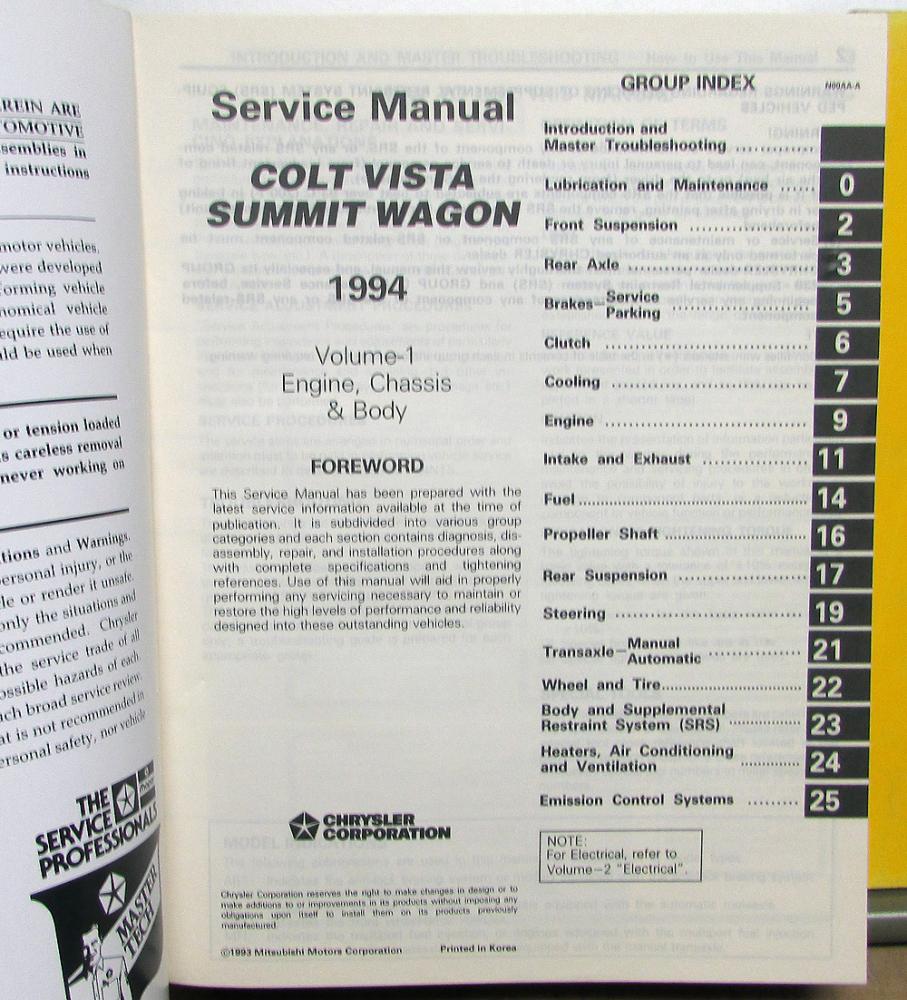 REIN ARE
OTOMOTIVE
semblies in
instructions
motor vehicles.
were developed
forming vehicle
nomical vehicle
equire the use of
uld be used when
or tension loaded
s careless removal
never working on
tions and Warnings.
personal injury, or the
le or render it unsafe.
only the situations and
commended. Chrysler
the service trade of all
ossible hazards of each
ach broad service review.
at is not recommended in
ersonal safety, nor vehicle
THE
SERVICE
PROFESSIONALS
MASTER
TECH
Service Manual
COLT VISTA
SUMMIT WAGON
1994
Volume-1
Engine, Chassis
& Body
FOREWORD
This Service Manual has been prepared with the
latest service information available at the time of
publication. It is subdivided into various group
categories and each section contains diagnosis, dis-
assembly, repair, and installation procedures along
with complete specifications and tightening
references. Use of this manual will aid in properly
performing any servicing necessary to maintain or
restore the high levels of performance and reliability
designed into these outstanding vehicles.
CHRYSLER
CORPORATION
Chrysler Corporation reserves the right to make changes in design or to
make additions to or improvements in its products without imposing any
obligations upon itself to install them on its products previously
manufactured.
©1993 Mitsubishi Motors Corporation Printed in Korea
GROUP INDEX
N00AA-A
Introduction and
Master Troubleshooting ............
Lubrication and Maintenance ...... 0
Front Suspension .................. 2
Rear Axle .......................... 3
Brakes—Service
Parking ..................... 5
Clutch .............................. 6
Cooling ............................ 7
Engine ............................. 9
Intake and Exhaust ............... 11
Fuel ................................ 14
Propeller Shaft .................... 16
Rear Suspension .................. 17
Steering ............................ 19
Transaxle—Manual
Automatic ............... 21
Wheel and Tire..................... 22
Body and Supplemental
Restraint System (SRS) ............ 23
Heaters, Air Conditioning
and Ventilation ............ 24
Emission Control Systems ......... 25
NOTE:
For Electrical, refer to
Volume−2 "Electrical".